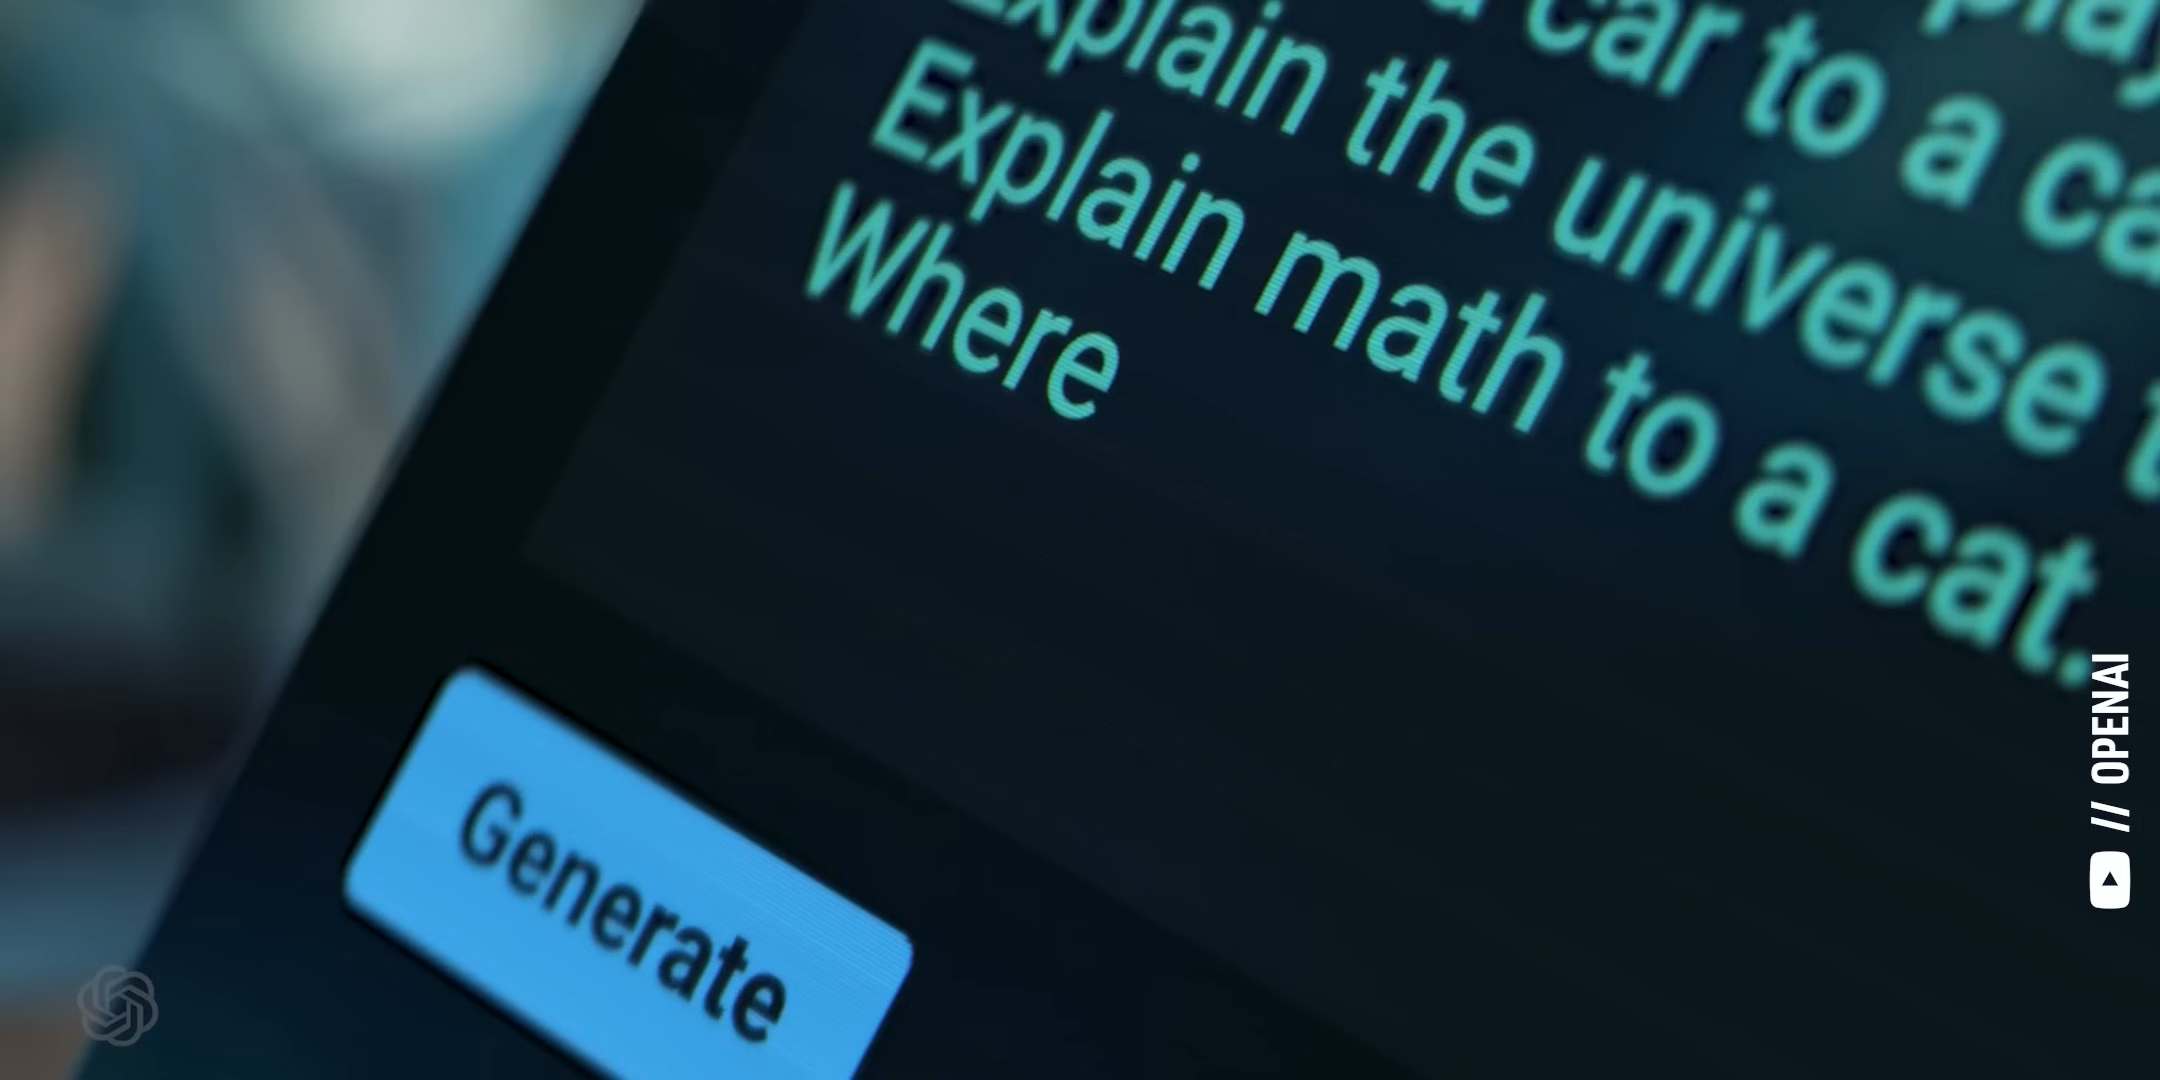 a car to a
Explain the universe
Explain math to a cat.
Where
Generate
// OPENAI